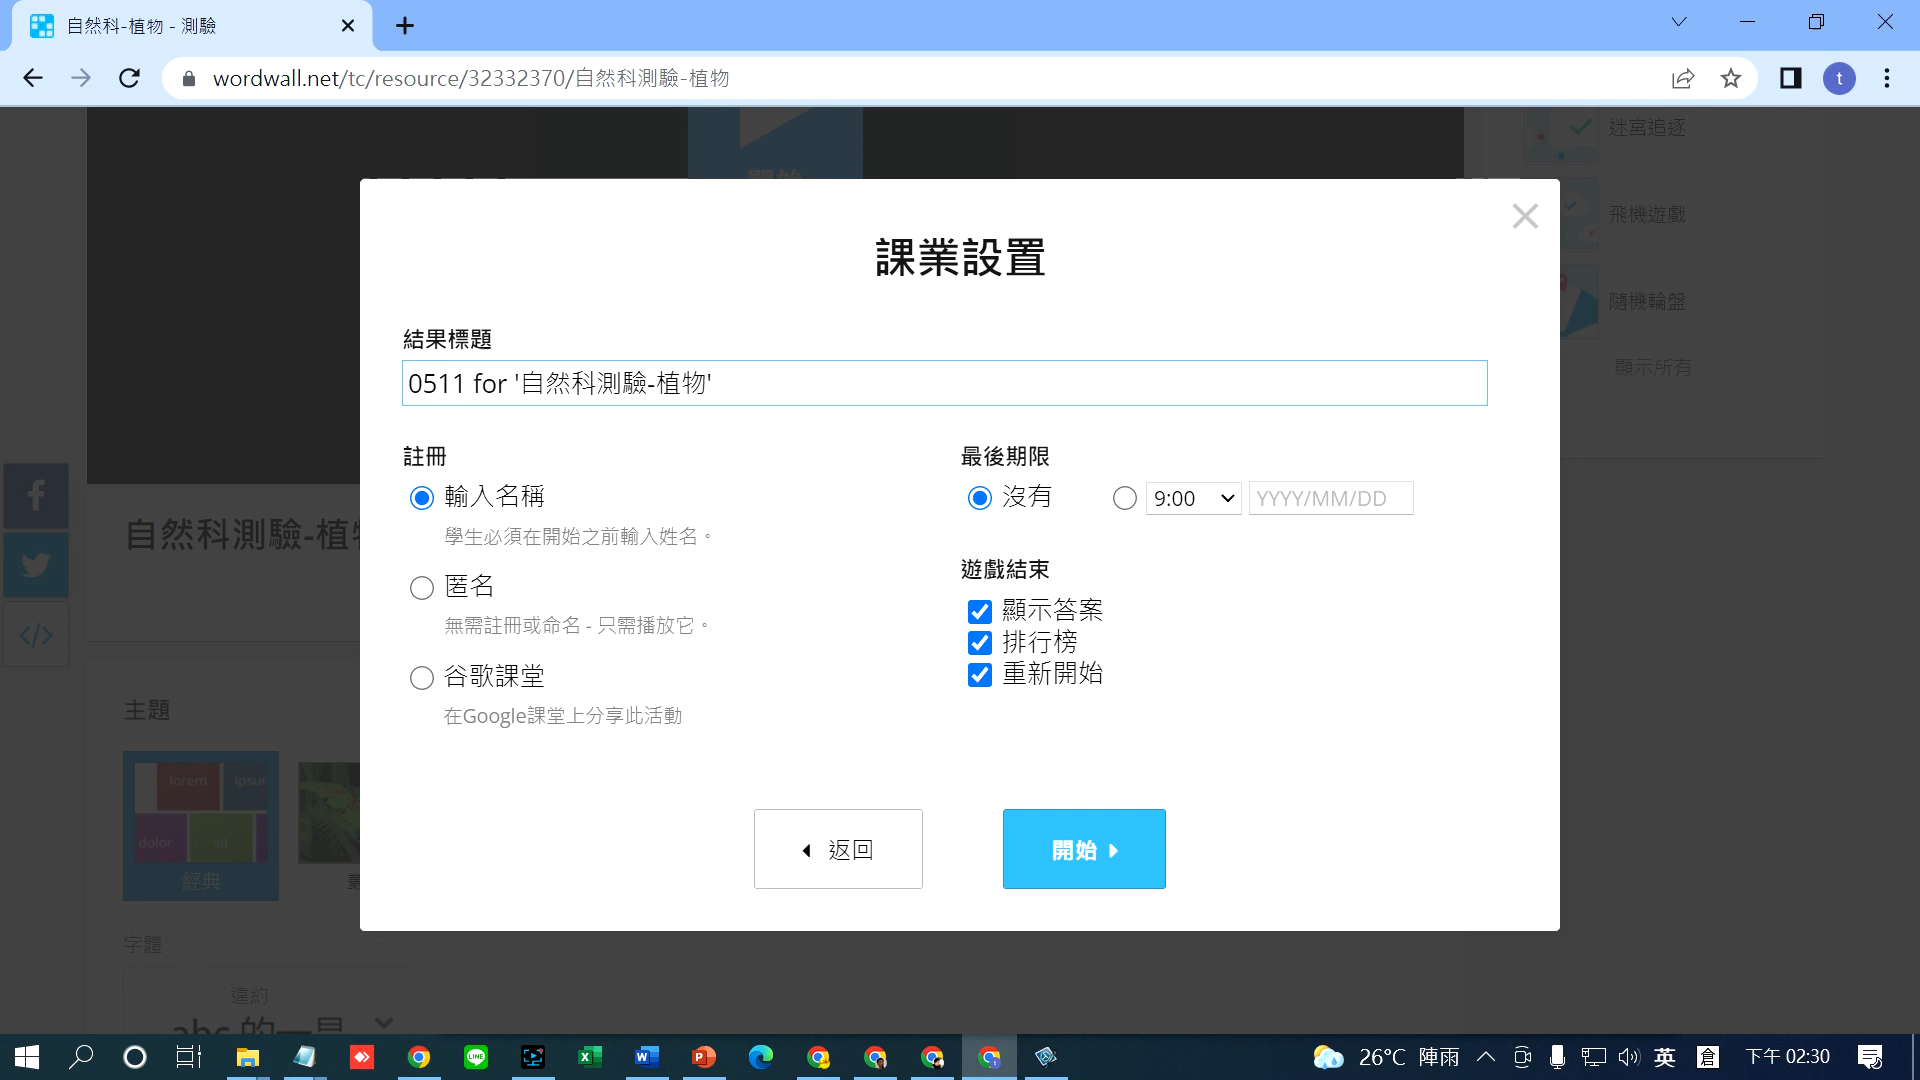 自然科-植物 - 測驗
wordwall.net/tc/resource/32332370/自然科測驗-植物
t
迷宮追逐
飛機遊戲
隨機輪盤
顯示所有
課業設置
結果標題
0511 for '自然科測驗-植物'
註冊
輸入名稱
學生必須在開始之前輸入姓名。
匿名
無需註冊或命名 - 只需播放它。
谷歌課堂
在Google課堂上分享此活動
最後期限
沒有
9:00
YYYY/MM/DD
遊戲結束
顯示答案
排行榜
重新開始
返回
開始
自然科測驗-植
主題
lorem
ipsur
dolor
sit
經典
字體
違約
26°C 陣雨
英
倉
下午 02:30